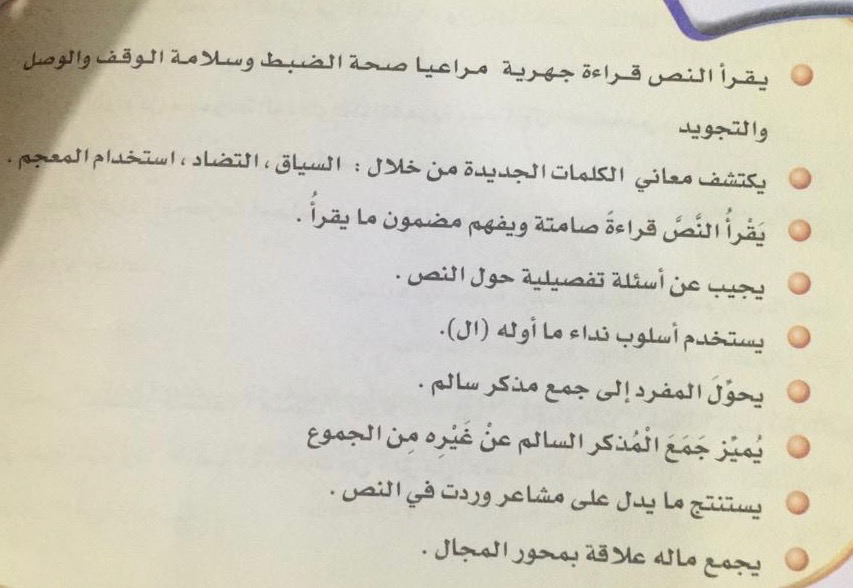 يقرأ النص قراءة جهرية مراعيا صحة الضبط وسلامة الوقف والوصل
والتجويد
يكتشف معاني الكلمات الجديدة من خلال : السياق ، التضاد ، استخدام المعجم .
يَقْرأُ النَّصَّ قراءةً صامتة ويفهم مضمون ما يقرأُ .
يجيب عن أسئلة تفصيلية حول النص .
يستخدم أسلوب نداء ما أوله (ال).
يحوِّلَ المفرد إلى جمع مذكر سالم .
يُميِّز جَمَعَ الْمُذكر السالم عنْ غَيْرِه مِن الجموع
يستنتج ما يدل على مشاعر وردت في النص .
يجمع ماله علاقة بمحور المجال .